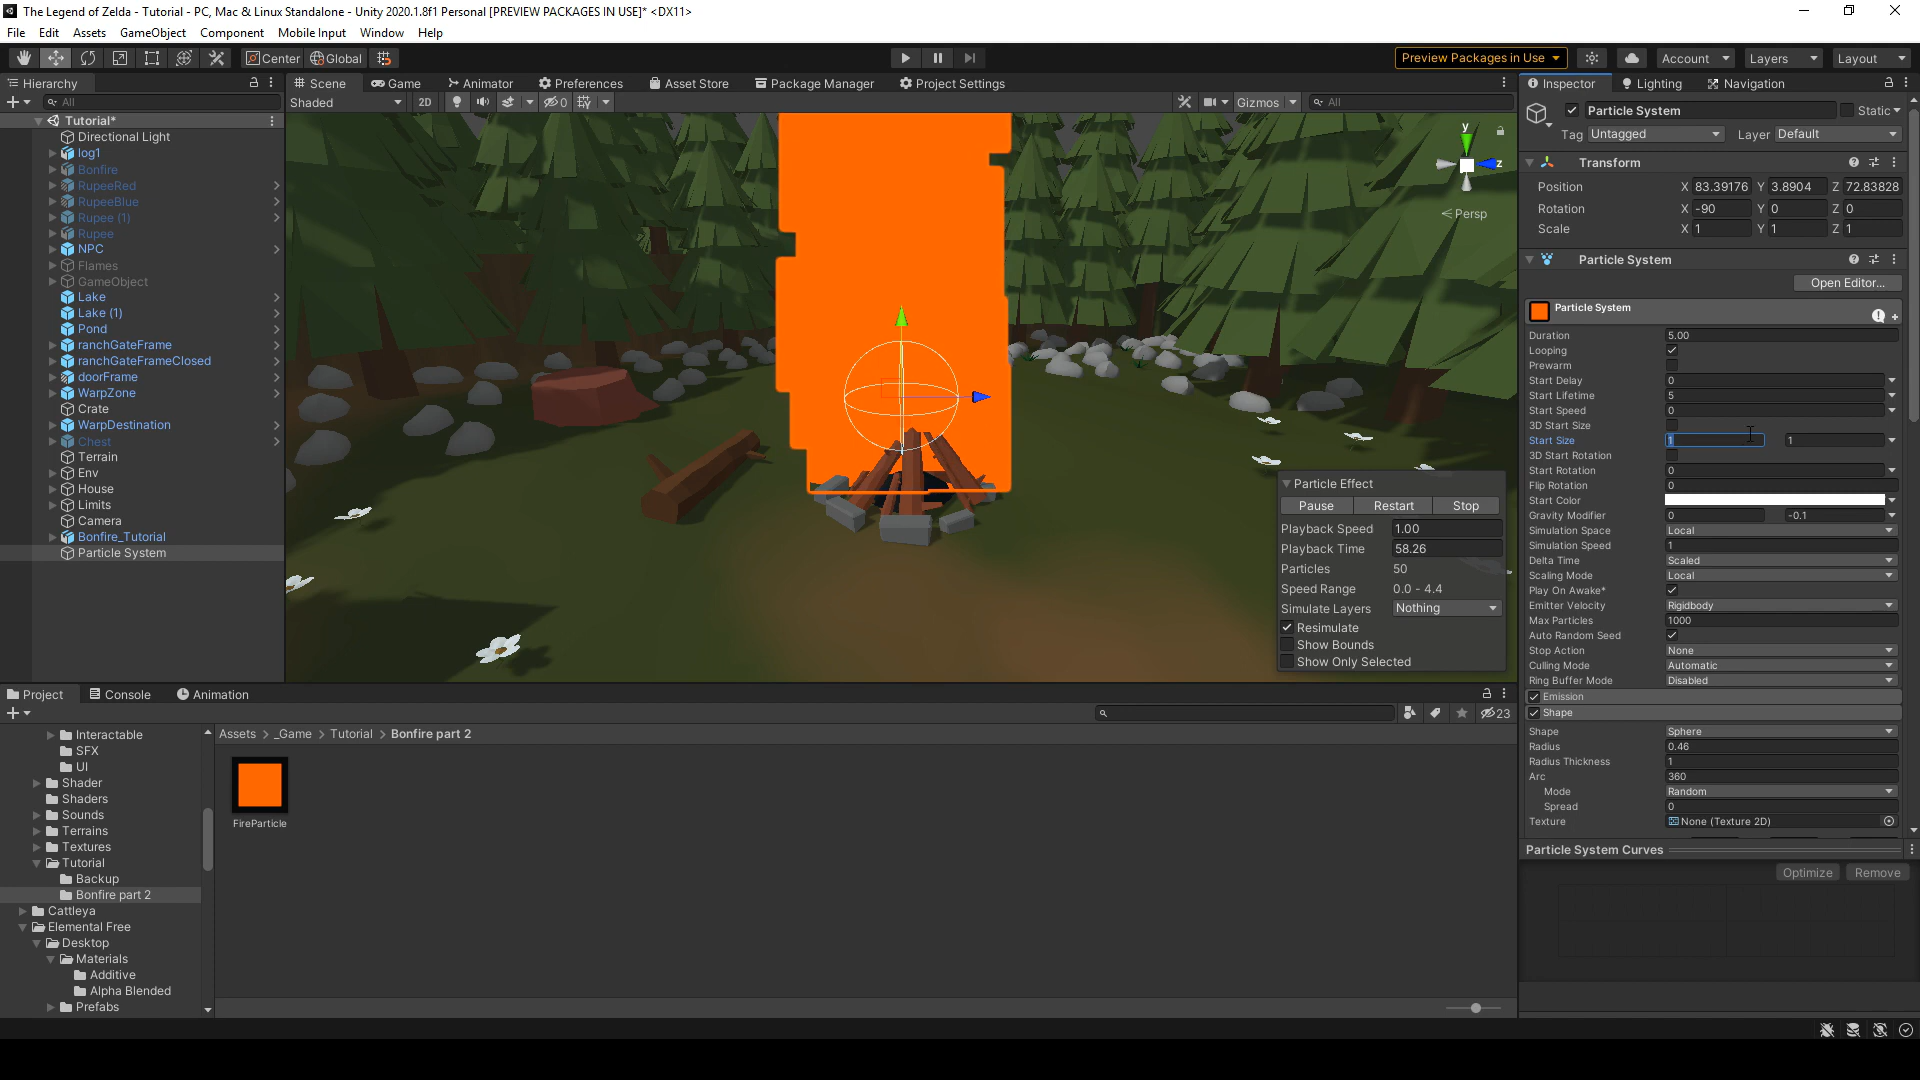 The Legend of Zelda - Tutorial - PC, Mac & Linux Standalone - Unity 2020.1.8f1 Personal [PREVIEW PACKAGES IN USE]* <DX11>
File Edit Assets GameObject Component Mobile Input Window Help
Center Global Preview Packages in Use Account Layers Layout
Hierarchy
All
Tutorial*
Directional Light
log1
Bonfire
RupeeRed
RupeeBlue
Rupee (1)
Rupee
NPC
Flames
GameObject
Lake
Lake (1)
Pond
ranchGateFrame
ranchGateFrameClosed
doorFrame
WarpZone
Crate
WarpDestination
Chest
Terrain
Env
House
Limits
Camera
Bonfire_Tutorial
Particle System
Scene Game Animator Preferences Asset Store Package Manager Project Settings
Shaded 2D 0 Gizmos All
y
z
Persp
Particle Effect
Pause Restart Stop
Playback Speed 1.00
Playback Time 58.26
Particles 50
Speed Range 0.0 - 4.4
Simulate Layers Nothing
Resimulate
Show Bounds
Show Only Selected
Inspector Lighting Navigation
Particle System Static
Tag Untagged Layer Default
Transform
Position X 83.39176 Y 3.8904 Z 72.83828
Rotation X -90 Y 0 Z 0
Scale X 1 Y 1 Z 1
Particle System
Open Editor...
Particle System
Duration 5.00
Looping
Prewarm
Start Delay 0
Start Lifetime 5
Start Speed 0
3D Start Size
Start Size 1 1
3D Start Rotation
Start Rotation 0
Flip Rotation 0
Start Color
Gravity Modifier 0 -0.1
Simulation Space Local
Simulation Speed 1
Delta Time Scaled
Scaling Mode Local
Play On Awake*
Emitter Velocity Rigidbody
Max Particles 1000
Auto Random Seed
Stop Action None
Culling Mode Automatic
Ring Buffer Mode Disabled
Emission
Shape
Shape Sphere
Radius 0.46
Radius Thickness 1
Arc 360
Mode Random
Spread 0
Texture None (Texture 2D)
Particle System Curves
Optimize Remove
Project Console Animation
23
Interactable
SFX
UI
Shader
Shaders
Sounds
Terrains
Textures
Tutorial
Backup
Bonfire part 2
Cattleya
Elemental Free
Desktop
Materials
Additive
Alpha Blended
Prefabs
Assets > _Game > Tutorial > Bonfire part 2
FireParticle